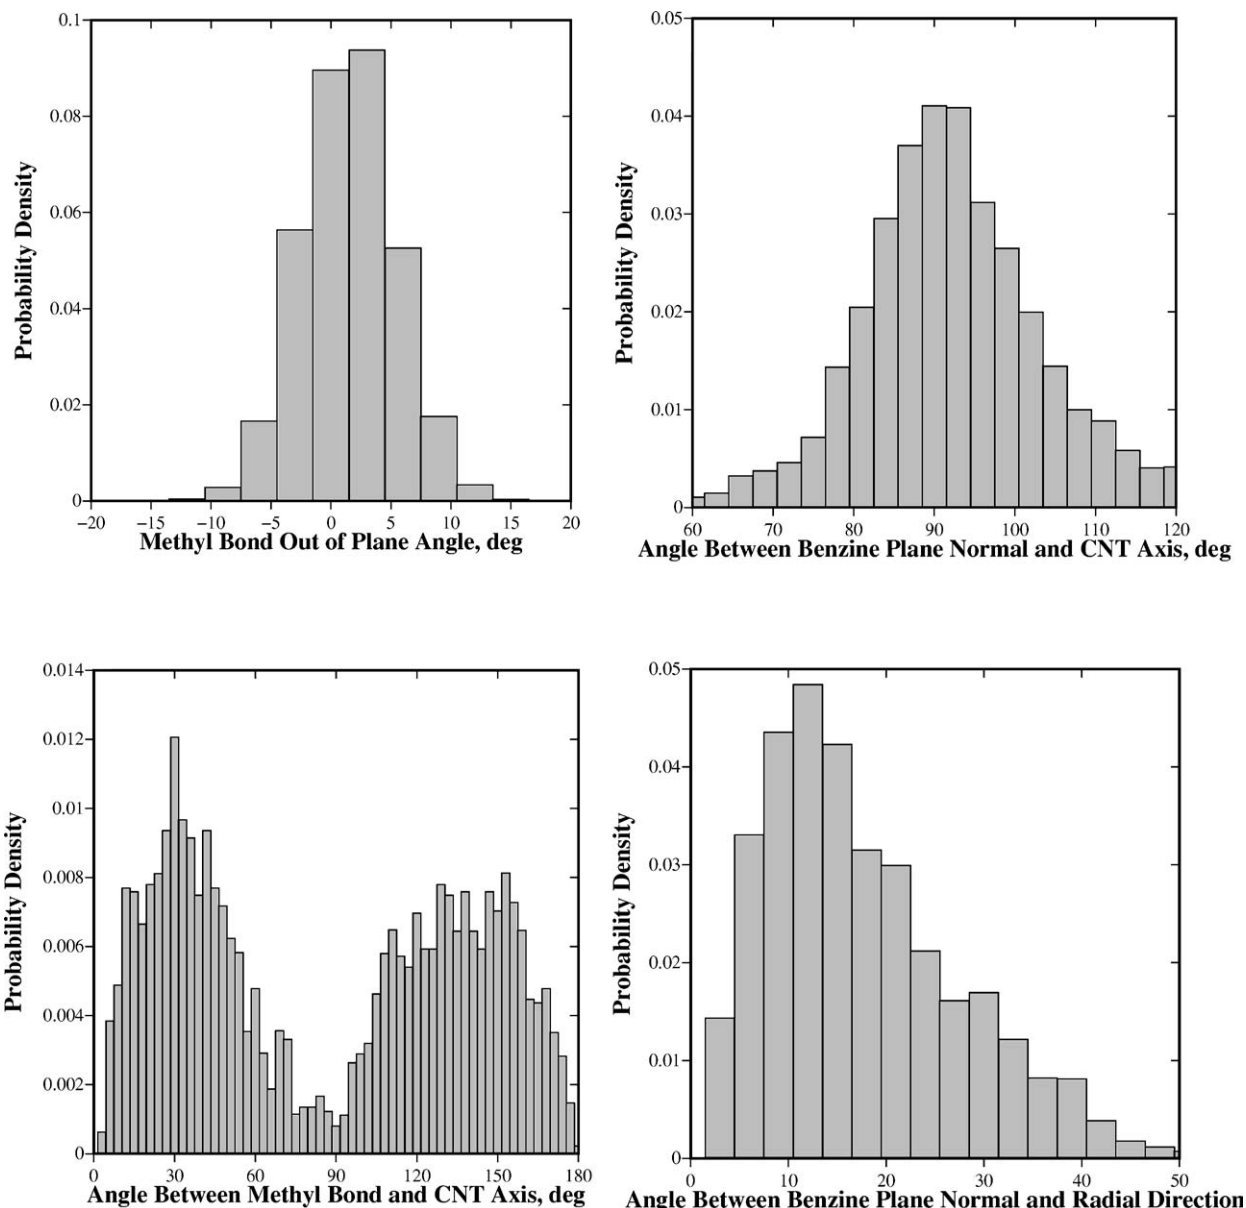 0.1
0.08
0.06
0.04
0.02
0
Probability Density
−20 −15 −10 −5 0 5 10 15 20
Methyl Bond Out of Plane Angle, deg
0.05
0.04
0.03
0.02
0.01
0
Probability Density
60 70 80 90 100 110 120
Angle Between Benzine Plane Normal and CNT Axis, deg
0.014
0.012
0.01
0.008
0.006
0.004
0.002
0
Probability Density
0 30 60 90 120 150 180
Angle Between Methyl Bond and CNT Axis, deg
0.05
0.04
0.03
0.02
0.01
0
Probability Density
0 10 20 30 40 50
Angle Between Benzine Plane Normal and Radial Direction